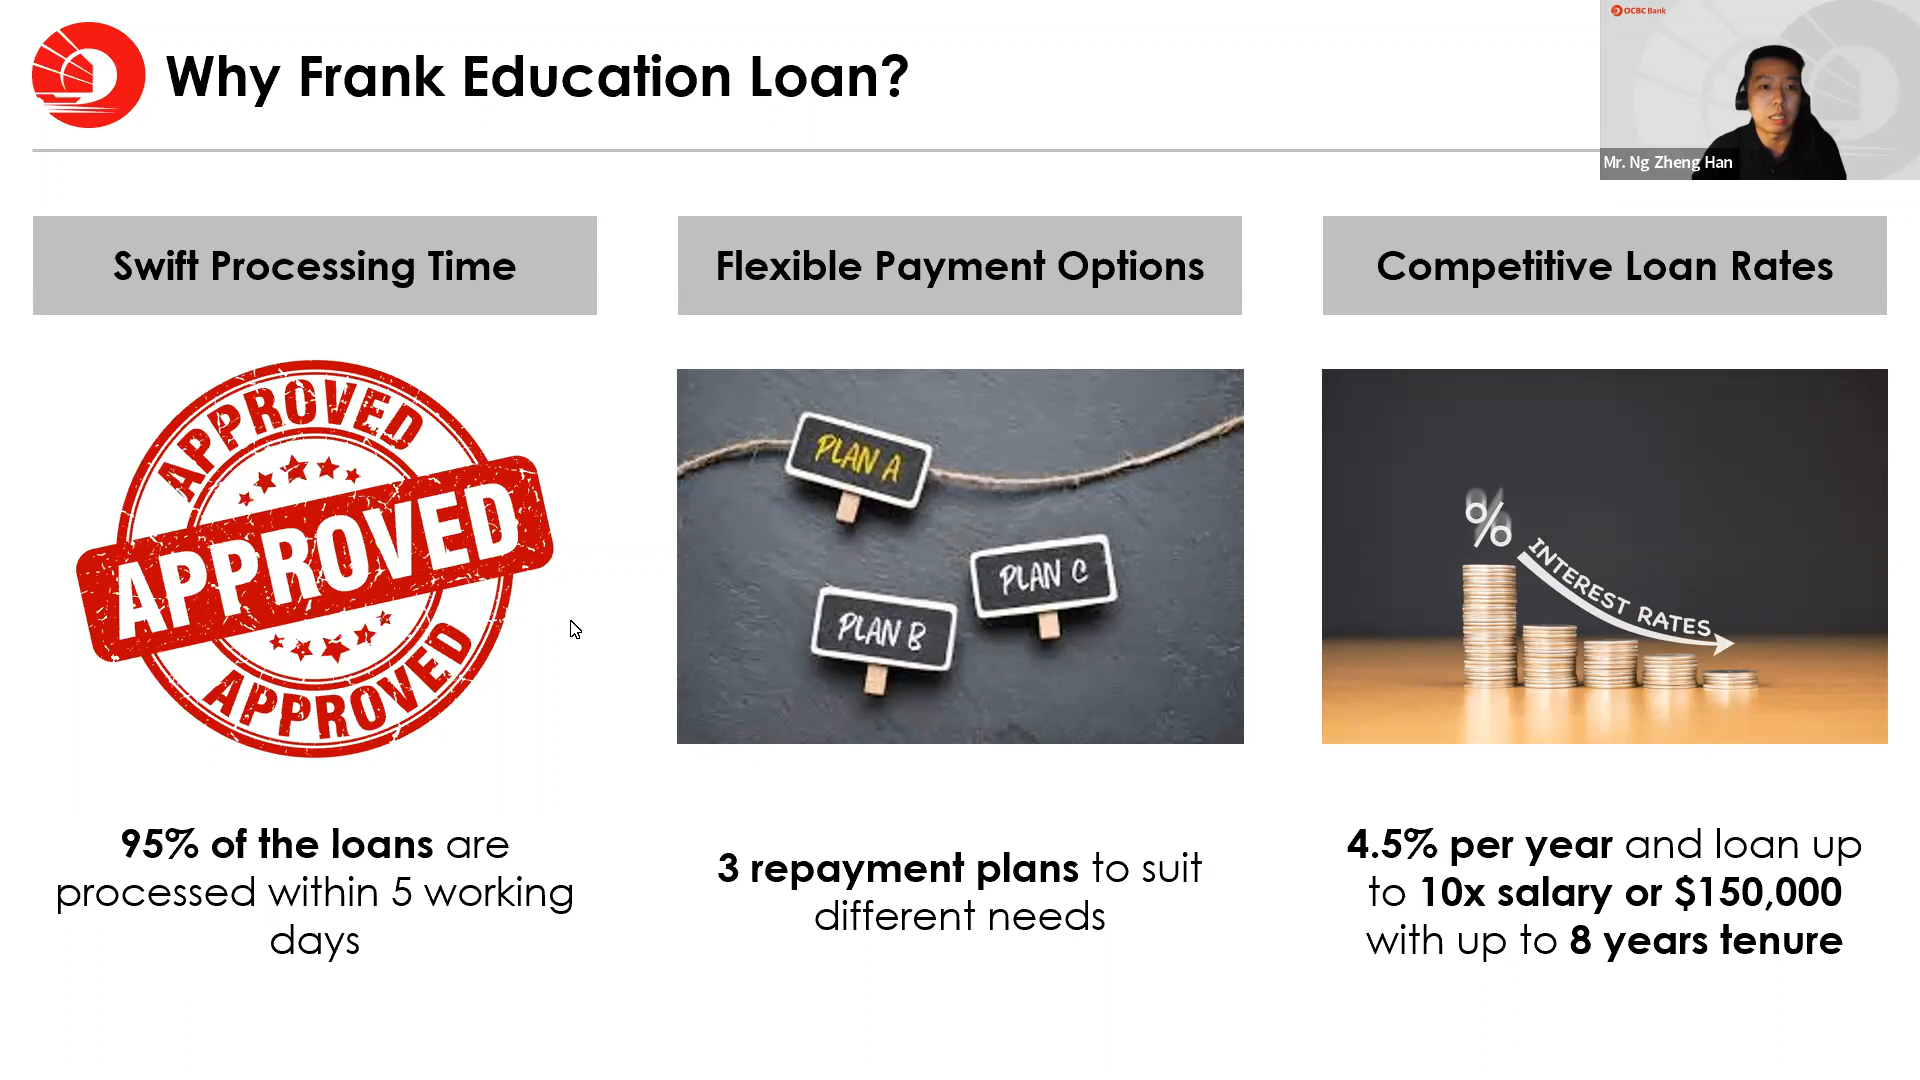 Why Frank Education Loan?
OCBC Bank
Mr. Ng Zheng Han
Swift Processing Time
APPROVED
APPROVED
APPROVED
95% of the loans are
processed within 5 working
days
Flexible Payment Options
PLAN A
PLAN C
PLAN B
3 repayment plans to suit
different needs
Competitive Loan Rates
%
INTEREST RATES
4.5% per year and loan up
to 10x salary or $150,000
with up to 8 years tenure